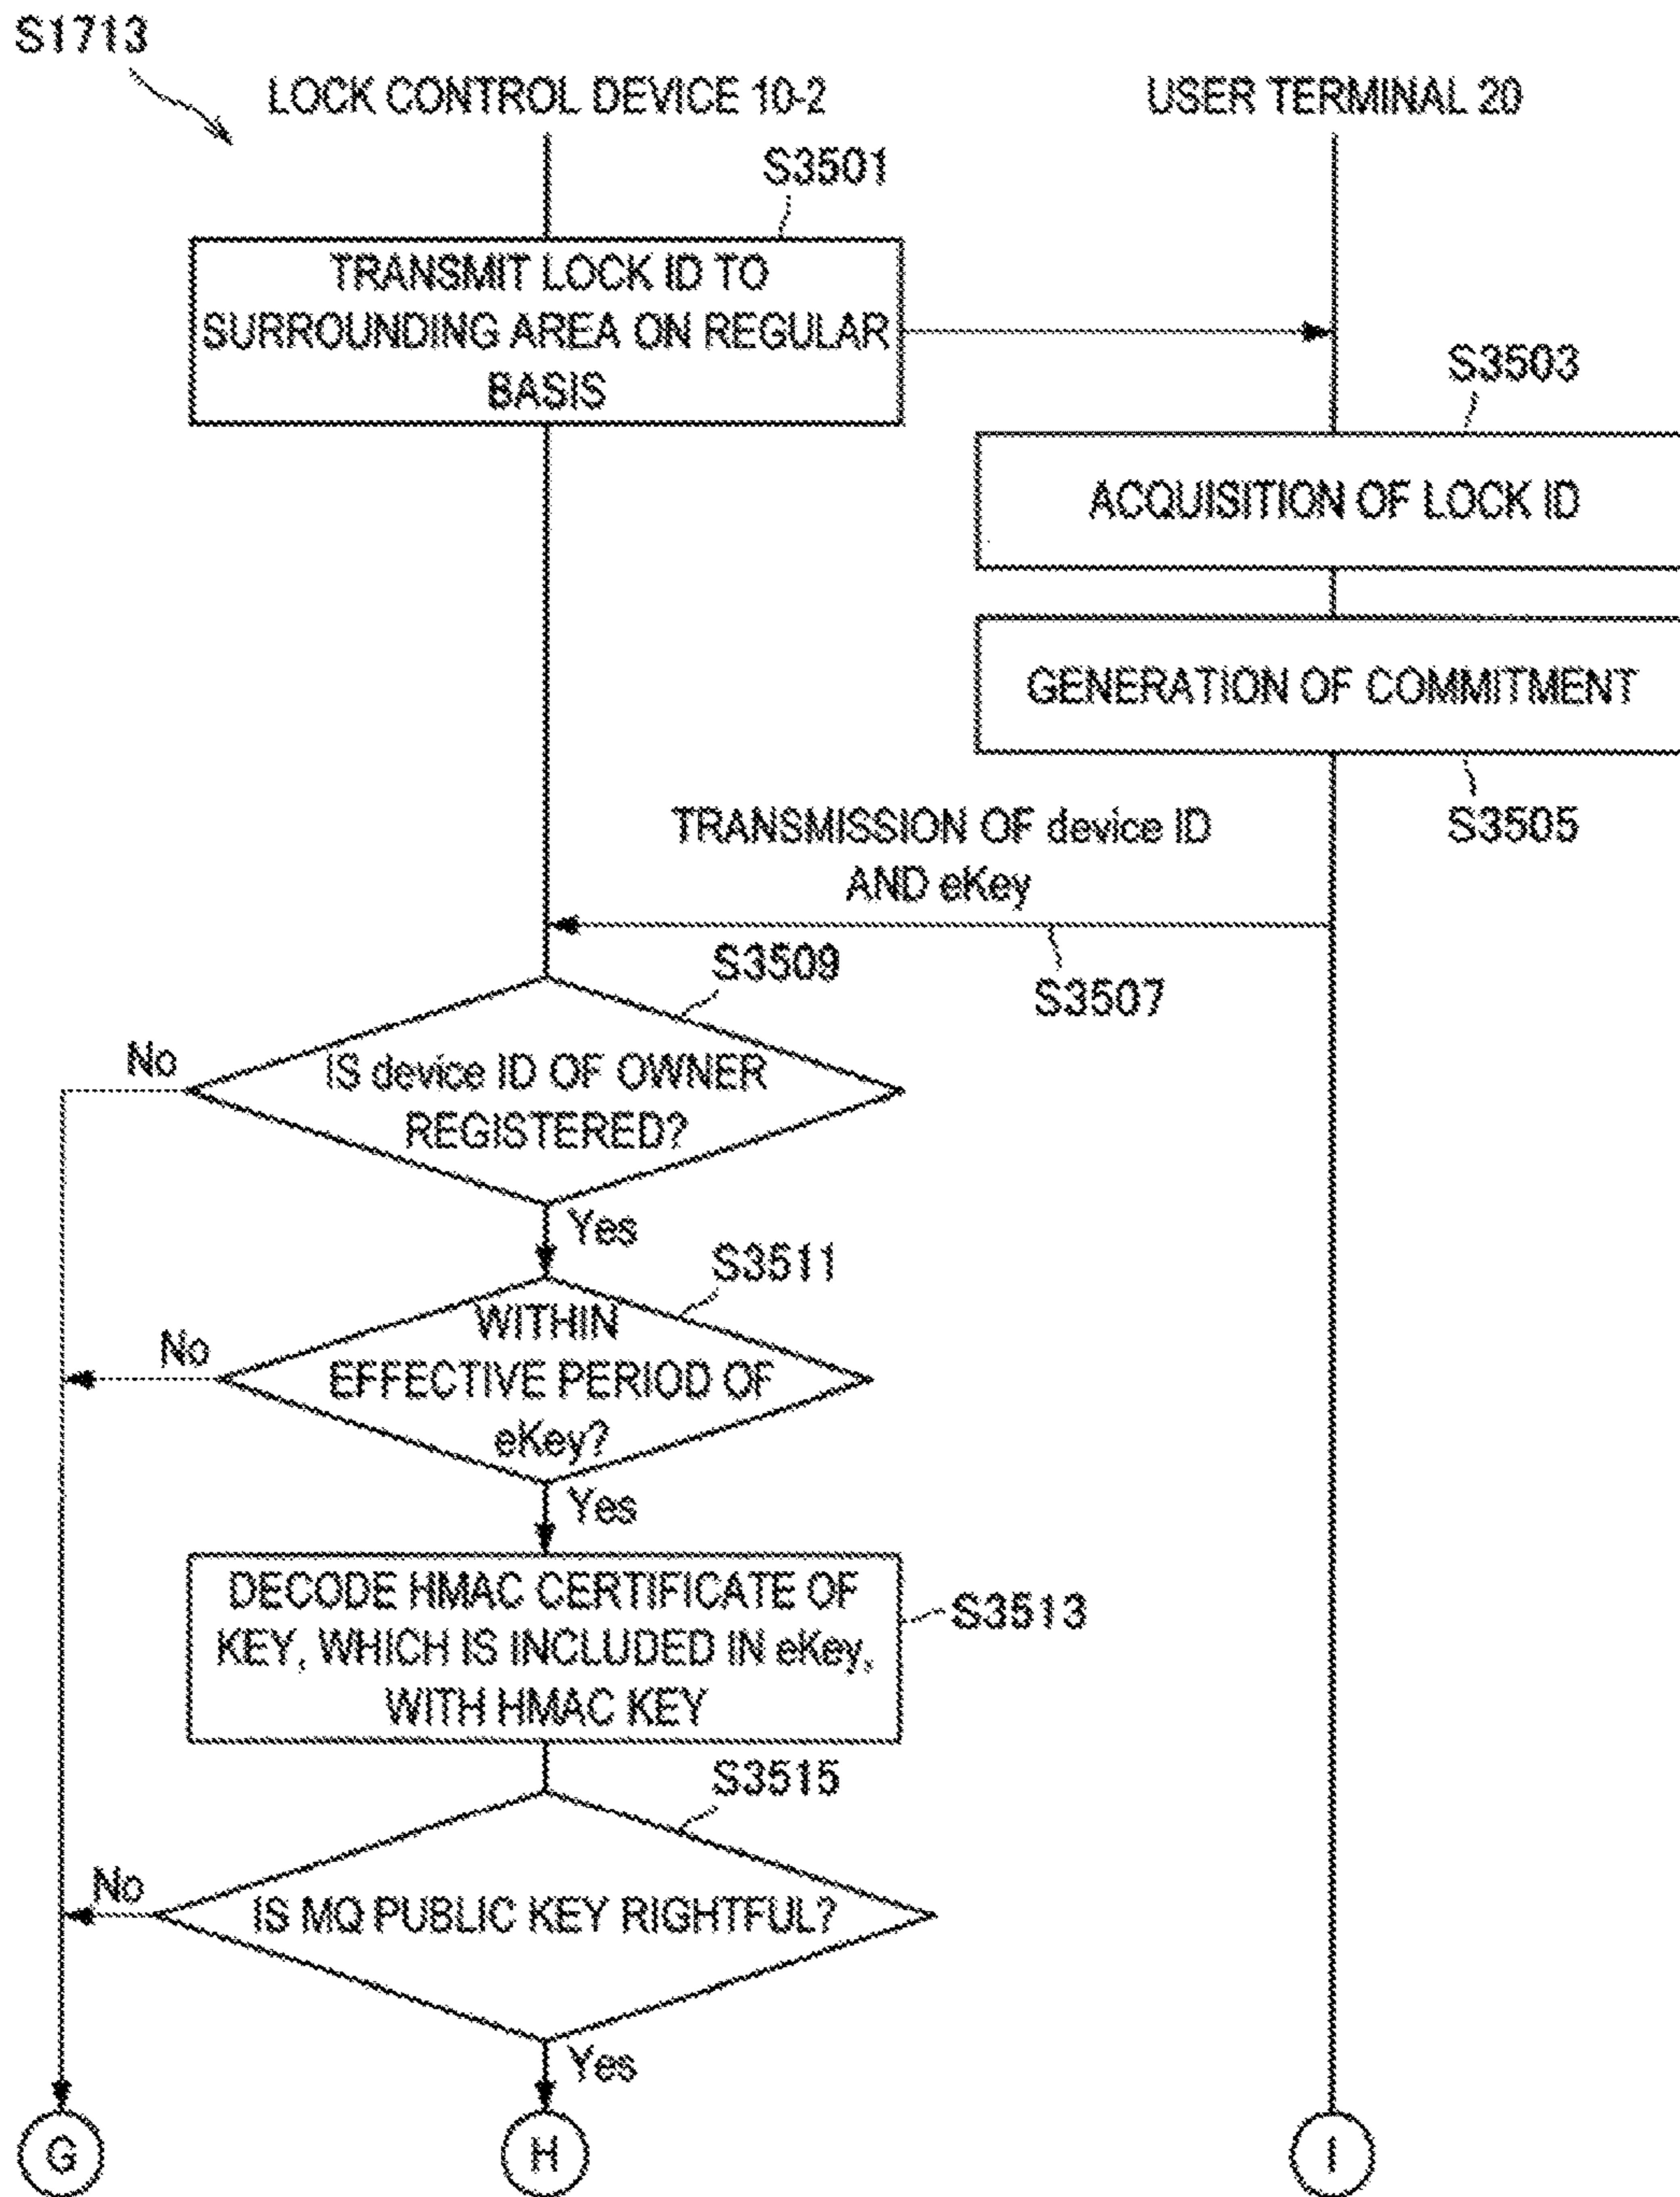 S1713
LOCK CONTROL DEVICE 10-2
USER TERMINAL 20
S3501
TRANSMIT LOCK ID TO
SURROUNDING AREA ON REGULAR
BASIS
S3503
ACQUISITION OF LOCK ID
GENERATION OF COMMITMENT
S3505
TRANSMISSION OF device ID
AND eKey
S3507
S3509
No
IS device ID OF OWNER
REGISTERED?
Yes
S3511
No
WITHIN
EFFECTIVE PERIOD OF
eKey?
Yes
DECODE HMAC CERTIFICATE OF
KEY, WHICH IS INCLUDED IN eKey,
WITH HMAC KEY
S3513
S3515
No
IS MQ PUBLIC KEY RIGHTFUL?
Yes
G
H
I